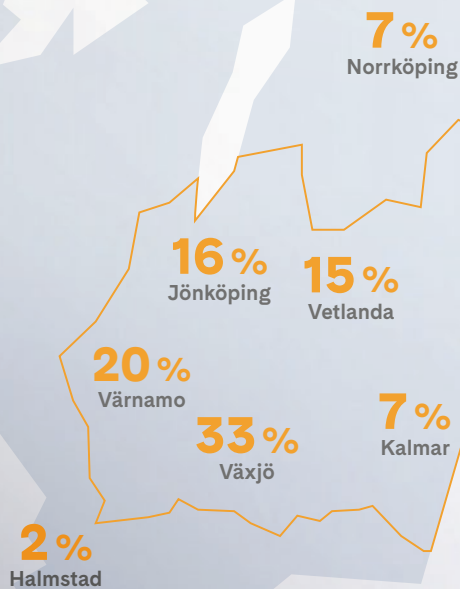 7 %
Norrköping
16 %
Jönköping
15 %
Vetlanda
20 %
Värnamo
33 %
Växjö
7 %
Kalmar
2 %
Halmstad